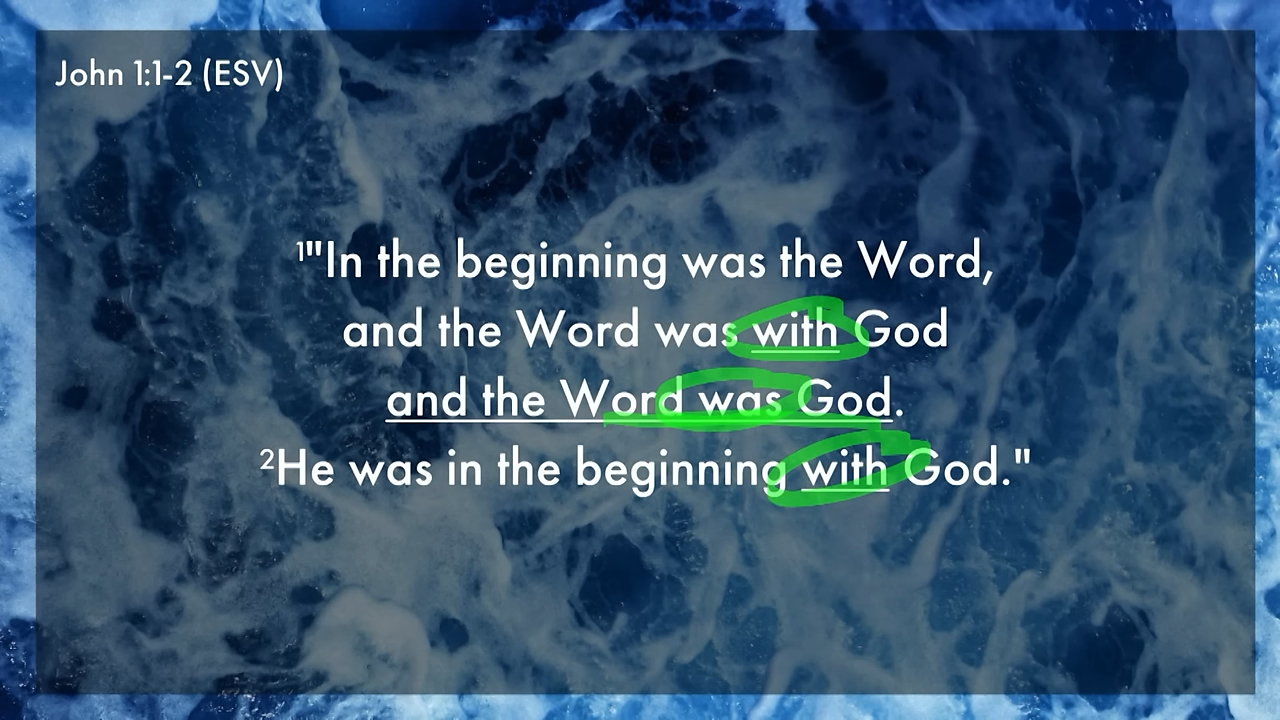 John 1:1-2 (ESV)
¹"In the beginning was the Word,
and the Word was with God
and the Word was God.
²He was in the beginning with God."